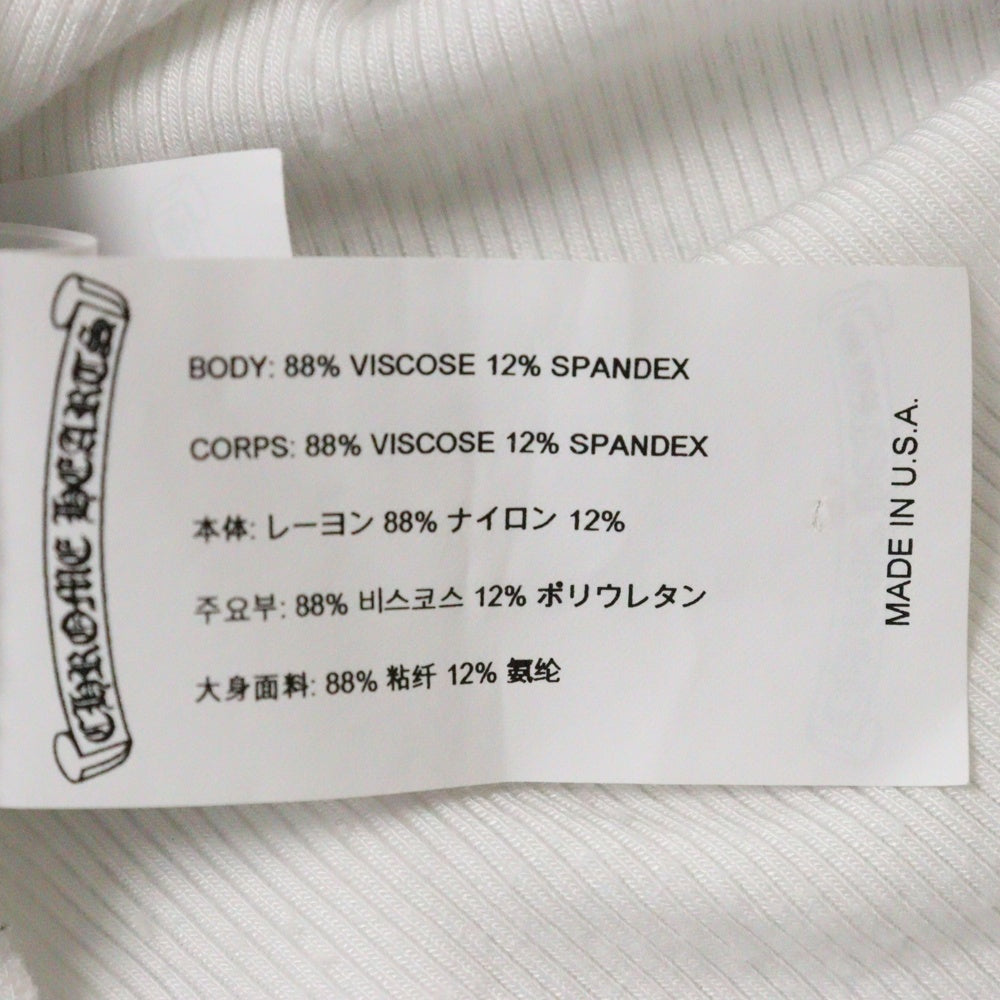 CHROME HEARTS
BODY: 88% VISCOSE 12% SPANDEX
CORPS: 88% VISCOSE 12% SPANDEX
本体: レーヨン 88% ナイロン 12%
주요부: 88% 비스코스 12% ポリウレタン
大身面料: 88% 粘纤 12% 氨纶
MADE IN U.S.A.